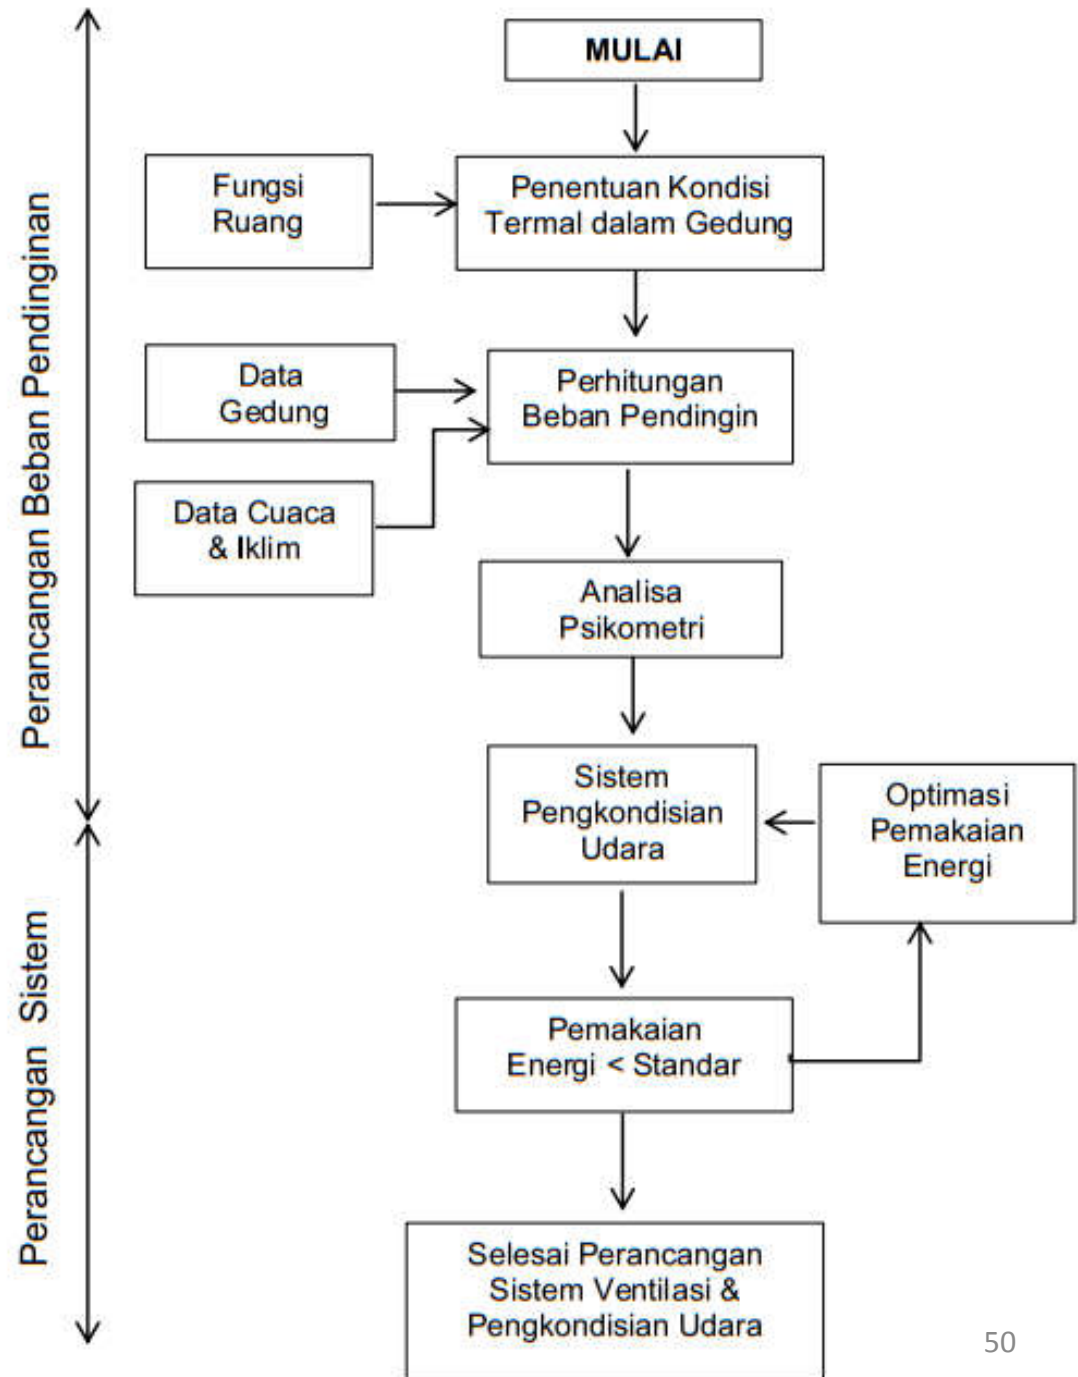 MULAI
Fungsi
Ruang
Penentuan Kondisi
Termal dalam Gedung
Data
Gedung
Perhitungan
Beban Pendingin
Data Cuaca
& Iklim
Analisa
Psikometri
Sistem
Pengkondisian
Udara
Optimasi
Pemakaian
Energi
Pemakaian
Energi < Standar
Selesai Perancangan
Sistem Ventilasi &
Pengkondisian Udara
Perancangan Beban Pendinginan
Perancangan Sistem
50